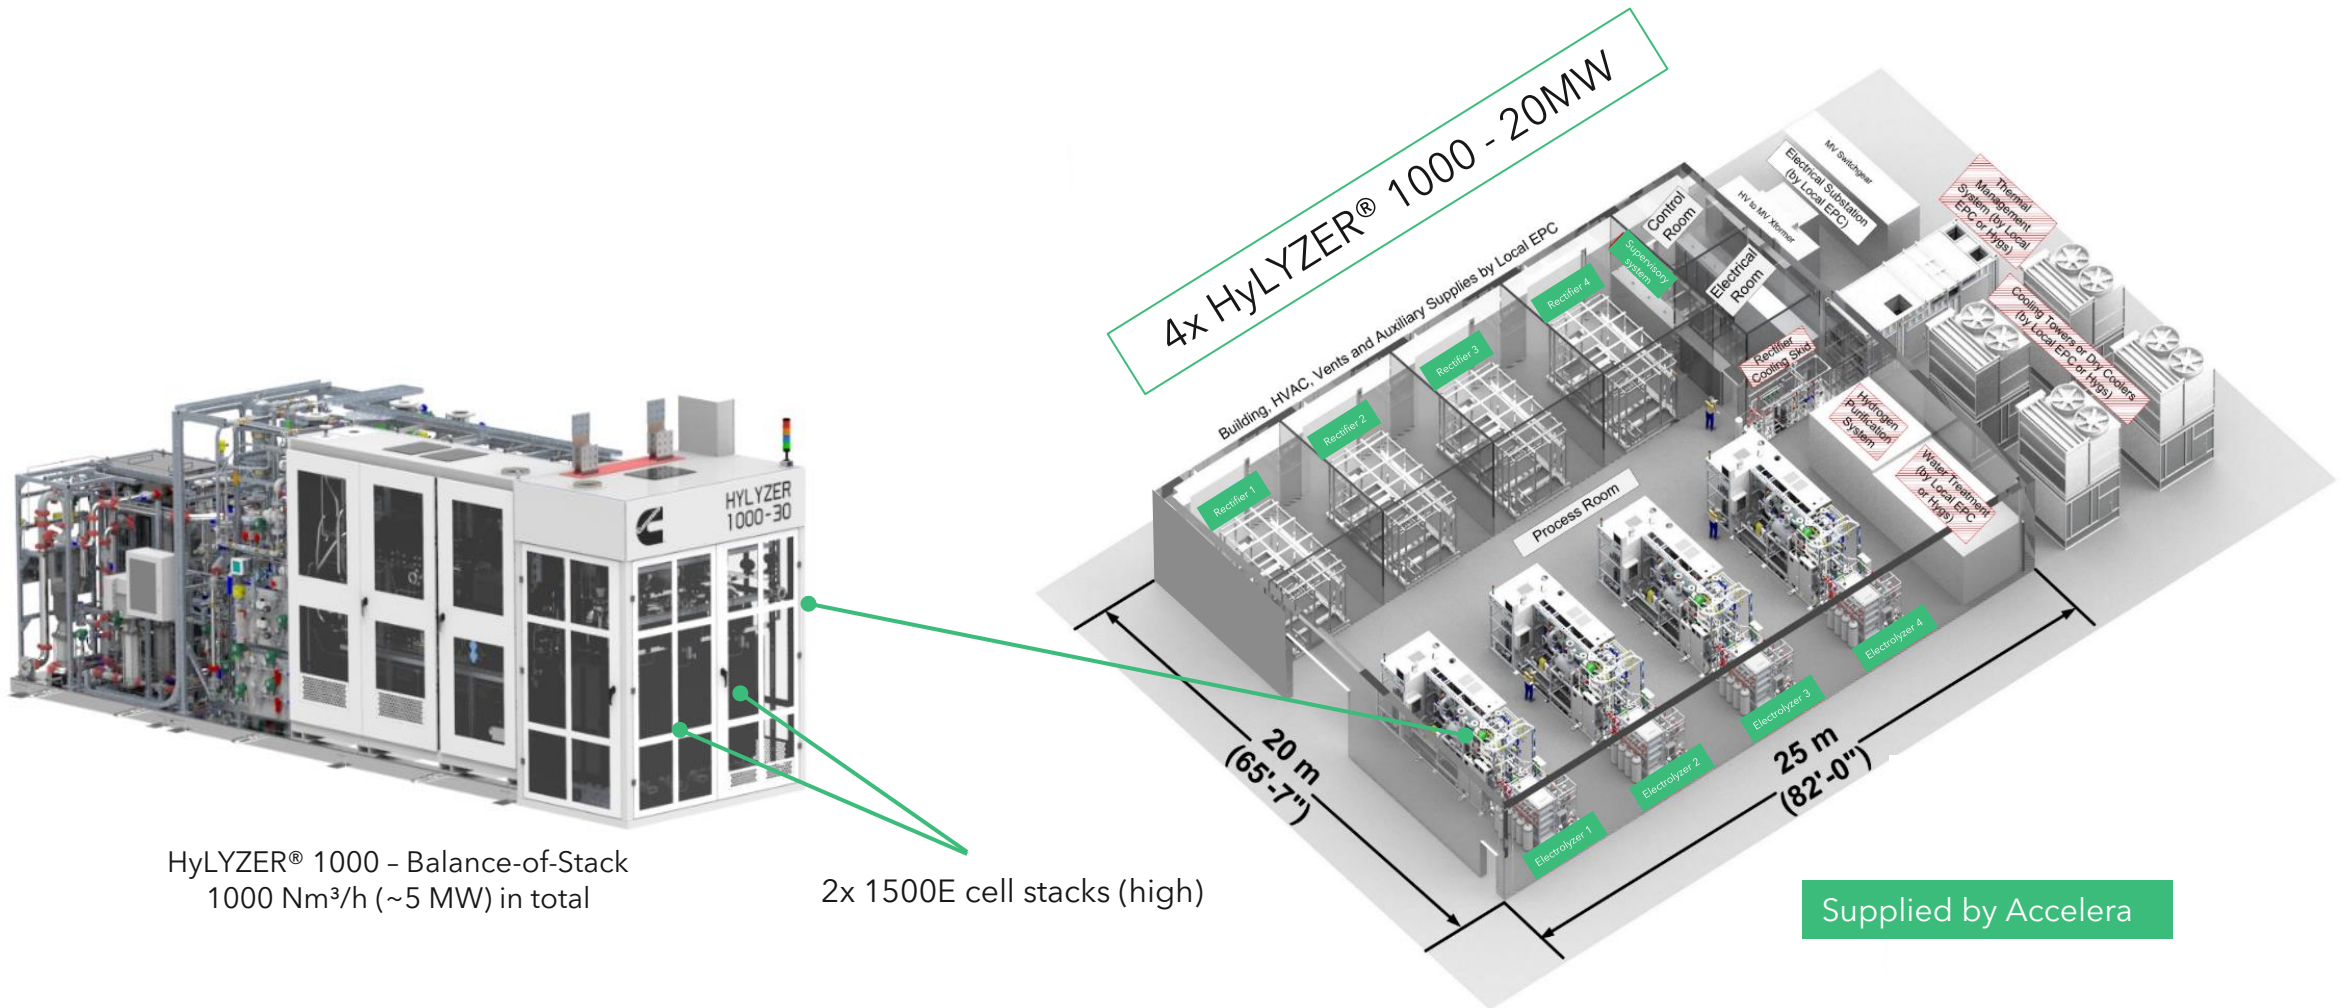 HYLYZER
1000-30
HyLYZER® 1000 – Balance-of-Stack
1000 Nm³/h (~5 MW) in total
2x 1500E cell stacks (high)
4x HyLYZER® 1000 - 20MW
Building, HVAC, Vents and Auxiliary Supplies by Local EPC
Rectifier 1
Rectifier 2
Rectifier 3
Rectifier 4
Supervisory
system
Control
Room
Electrical
Room
HV to MV Xformer
Electrical Substation
(by Local EPC)
MV Switchgear
Thermal
Management
System (by Local
EPC or Hygs)
Cooling Towers or Dry Coolers
(by Local EPC or Hygs)
Rectifier
Cooling Skid
Hydrogen
Purification
System
Water Treatment
(by Local EPC
or Hygs)
Process Room
Electrolyzer 1
Electrolyzer 2
Electrolyzer 3
Electrolyzer 4
20 m
(65'-7")
25 m
(82'-0")
Supplied by Accelera